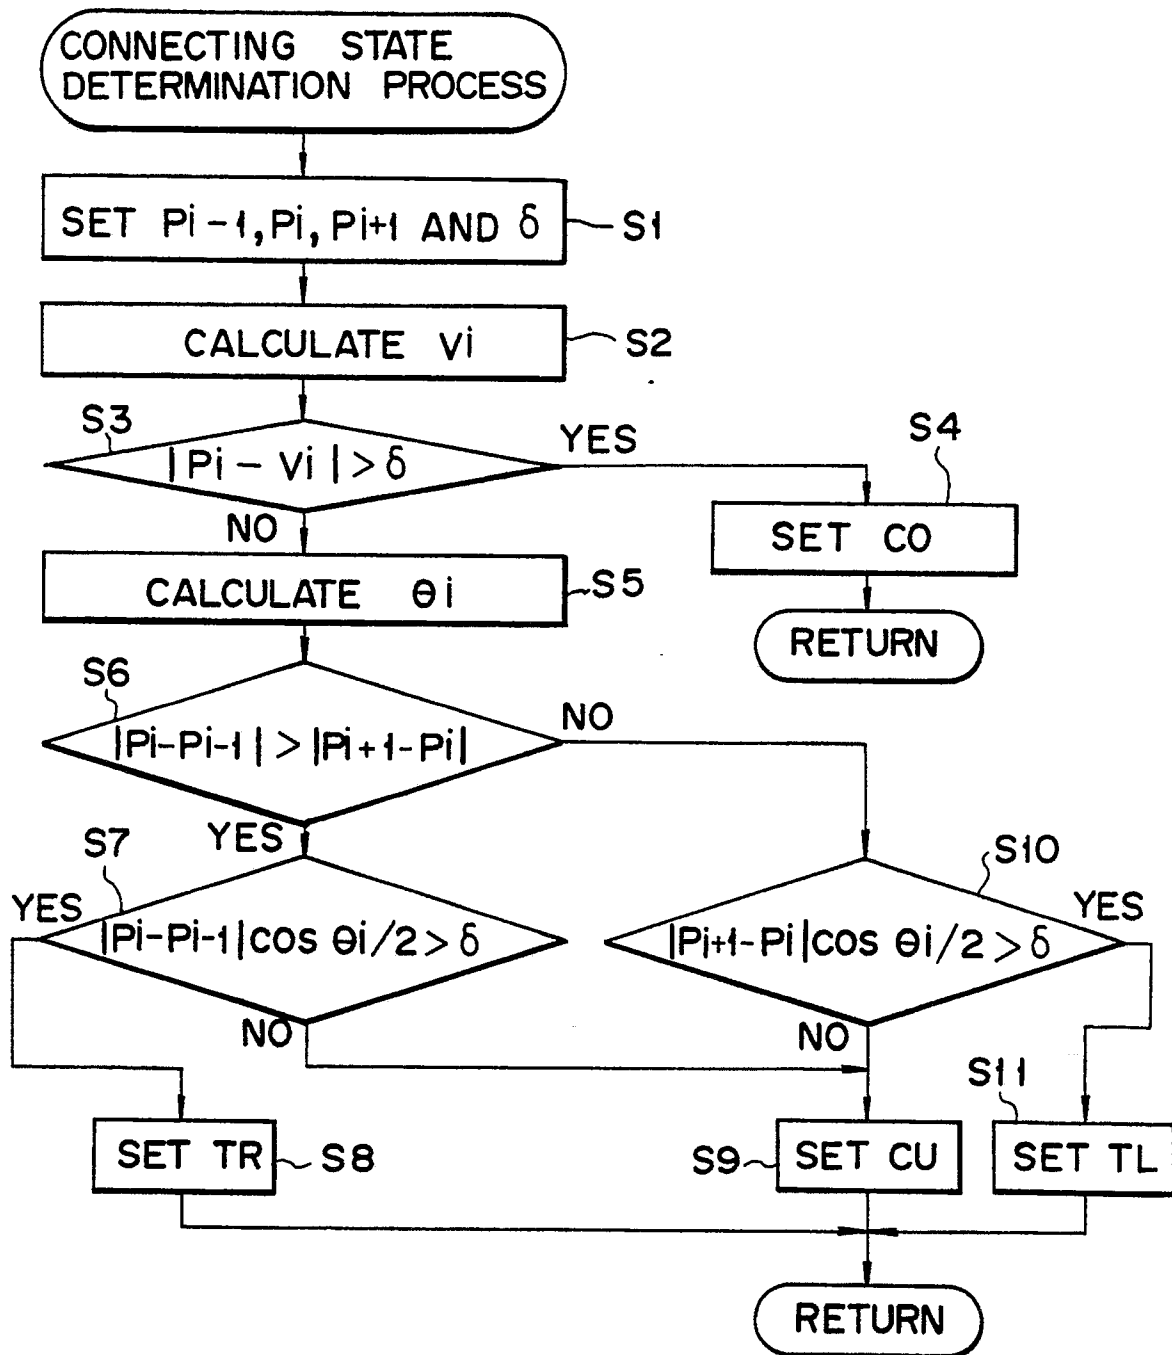 CONNECTING STATE
DETERMINATION PROCESS
SET Pi-1, Pi, Pi+1 AND δ
S1
CALCULATE Vi
S2
S3
|Pi - Vi| > δ
YES
NO
S4
SET CO
RETURN
CALCULATE θi
S5
S6
|Pi-Pi-1| > |Pi+1-Pi|
NO
YES
S7
YES
|Pi-Pi-1|cos θi/2 > δ
NO
S10
YES
|Pi+1-Pi|cos θi/2 > δ
NO
S11
SET TR
S8
S9
SET CU
SET TL
RETURN